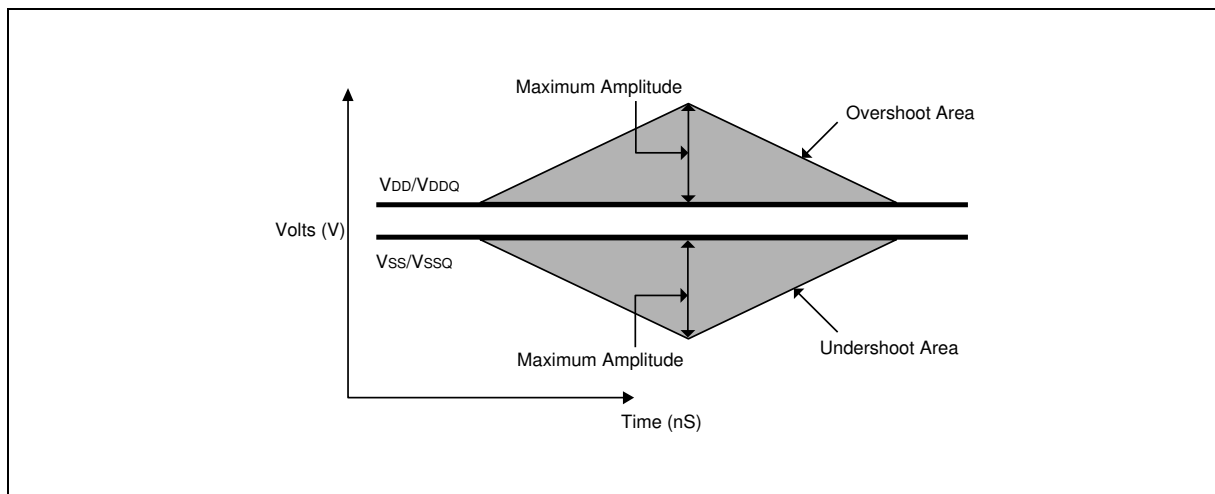 Maximum Amplitude
Overshoot Area
VDD/VDDQ
Volts (V)
VSS/VSSQ
Maximum Amplitude
Undershoot Area
Time (nS)